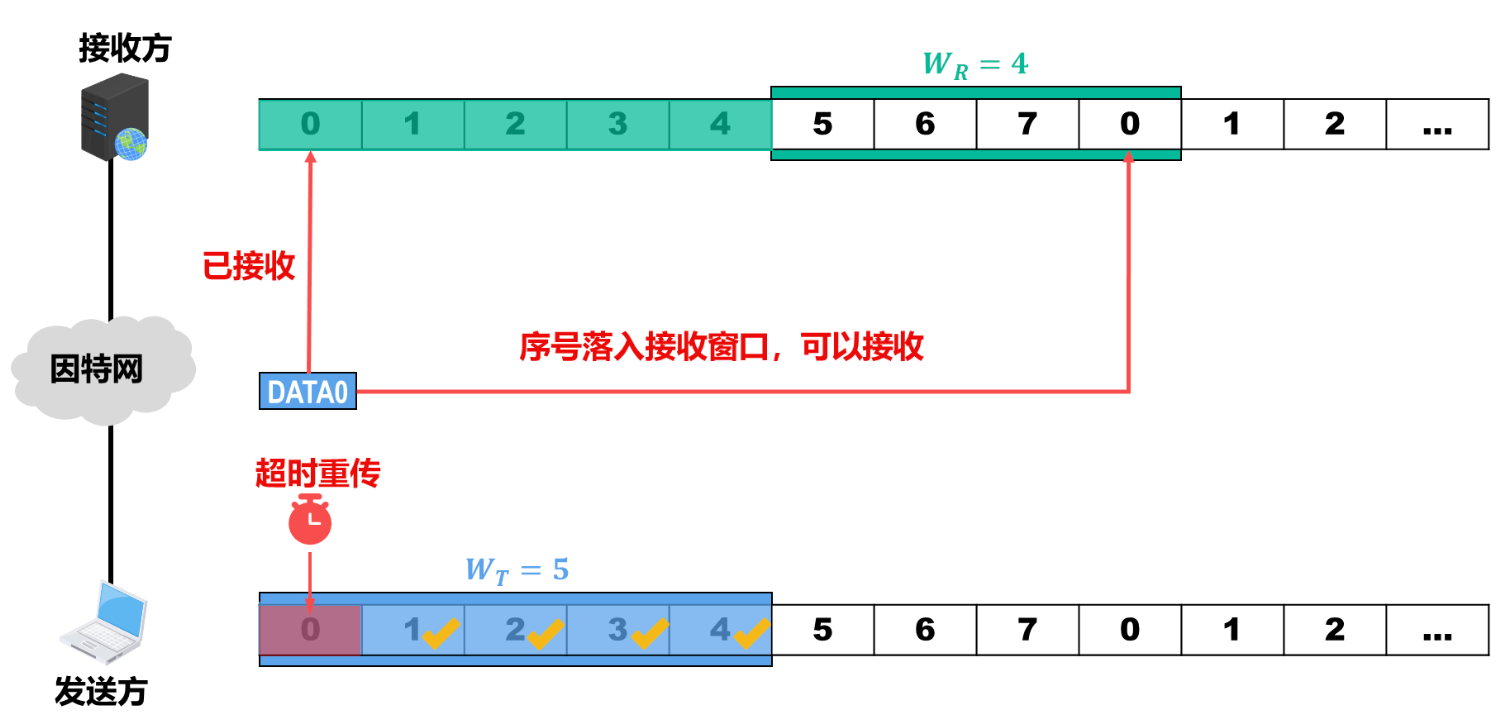 接收方
W_R = 4
0 1 2 3 4 5 6 7 0 1 2 ...
已接收
序号落入接收窗口，可以接收
因特网
DATA0
超时重传
W_T = 5
0 1 2 3 4 5 6 7 0 1 2 ...
发送方